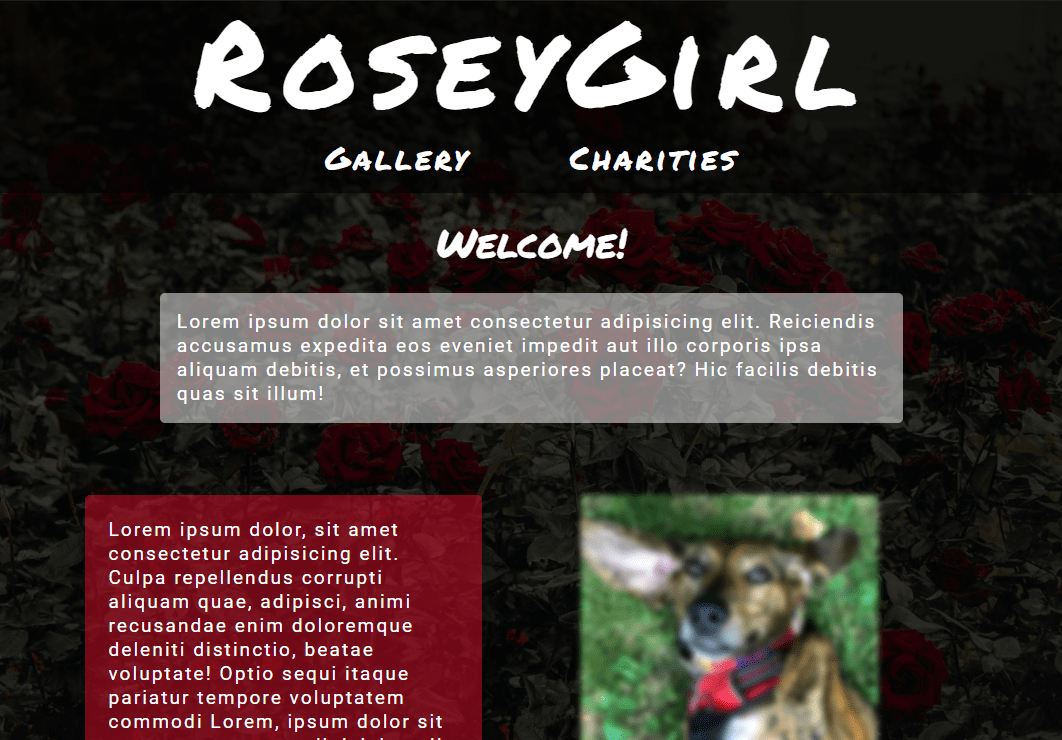 RoseyGirl
Gallery Charities
Welcome!
Lorem ipsum dolor sit amet consectetur adipisicing elit. Reiciendis
accusamus expedita eos eveniet impedit aut illo corporis ipsa
aliquam debitis, et possimus asperiores placeat? Hic facilis debitis
quas sit illum!
Lorem ipsum dolor, sit amet
consectetur adipisicing elit.
Culpa repellendus corrupti
aliquam quae, adipisci, animi
recusandae enim doloremque
deleniti distinctio, beatae
voluptate! Optio sequi itaque
pariatur tempore voluptatem
commodi Lorem, ipsum dolor sit